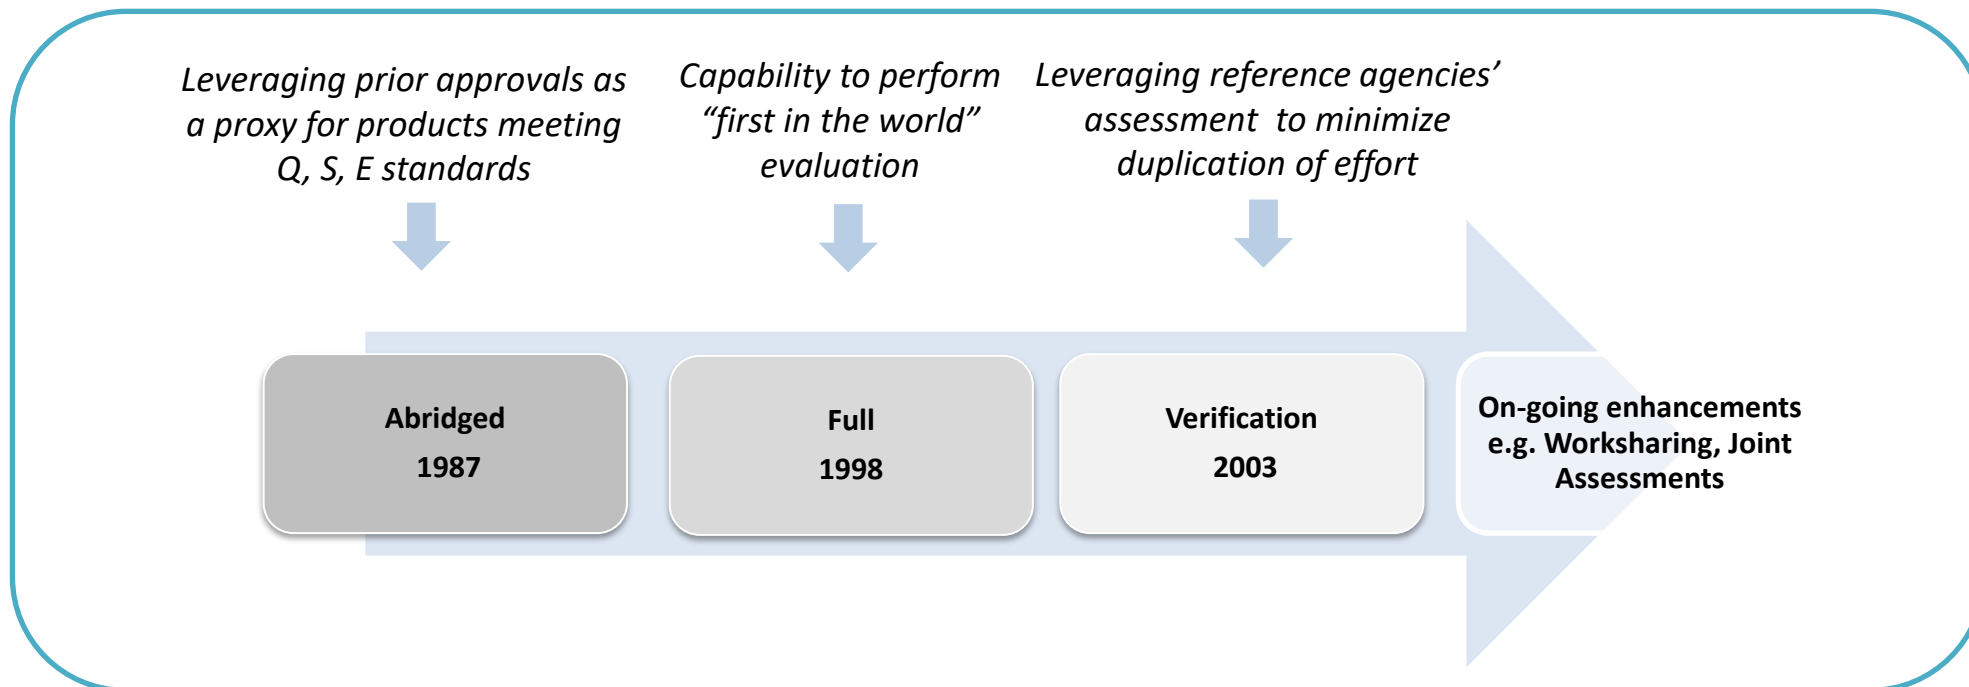 Leveraging prior approvals as
a proxy for products meeting
Q, S, E standards
Capability to perform
“first in the world”
evaluation
Leveraging reference agencies’
assessment  to minimize
duplication of effort
Abridged
1987
Full
1998
Verification
2003
On-going enhancements
e.g. Worksharing, Joint
Assessments